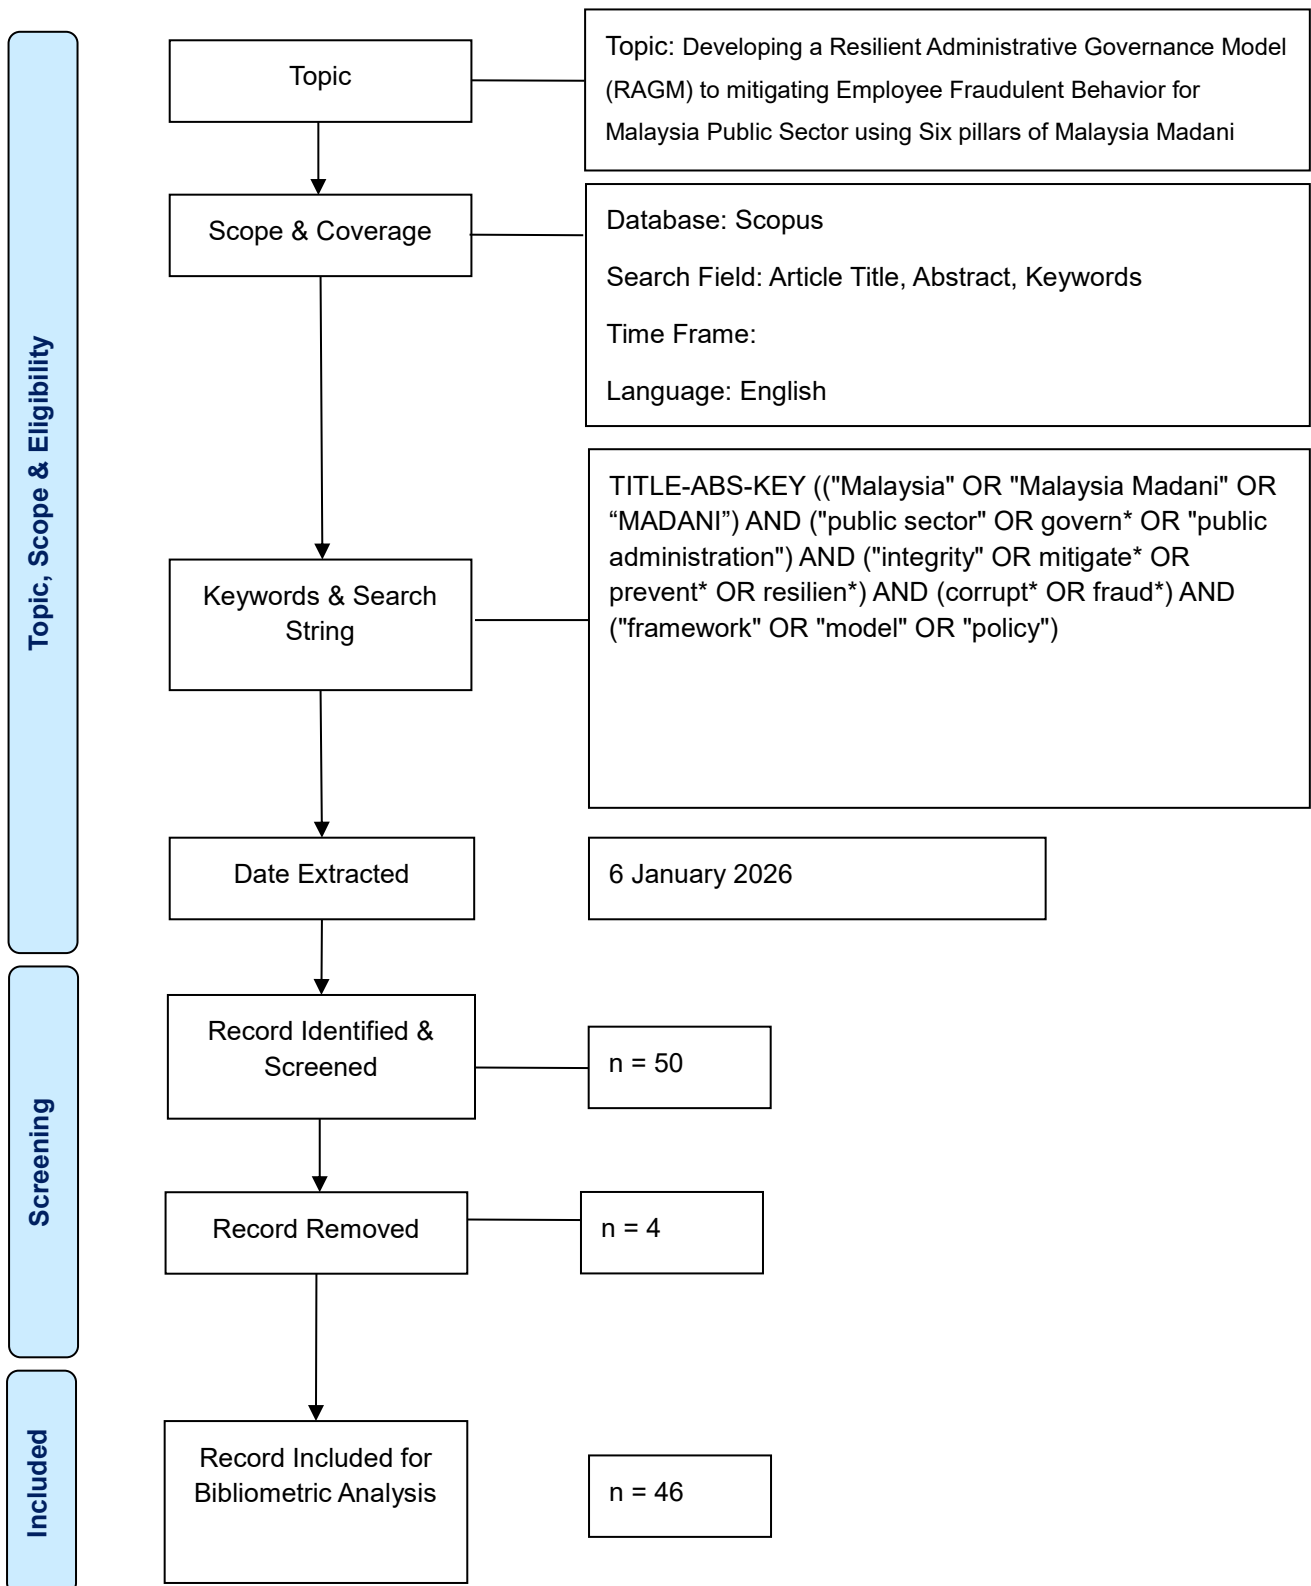 Topic, Scope & Eligibility
Topic
Topic: Developing a Resilient Administrative Governance Model
(RAGM) to mitigating Employee Fraudulent Behavior for
Malaysia Public Sector using Six pillars of Malaysia Madani
Scope & Coverage
Database: Scopus
Search Field: Article Title, Abstract, Keywords
Time Frame:
Language: English
Keywords & Search
String
TITLE-ABS-KEY (("Malaysia" OR "Malaysia Madani" OR
“MADANI”) AND ("public sector" OR govern* OR "public
administration") AND ("integrity" OR mitigate* OR
prevent* OR resilien*) AND (corrupt* OR fraud*) AND
("framework" OR "model" OR "policy")
Date Extracted
6 January 2026
Screening
Record Identified &
Screened
n = 50
Record Removed
n = 4
Included
Record Included for
Bibliometric Analysis
n = 46